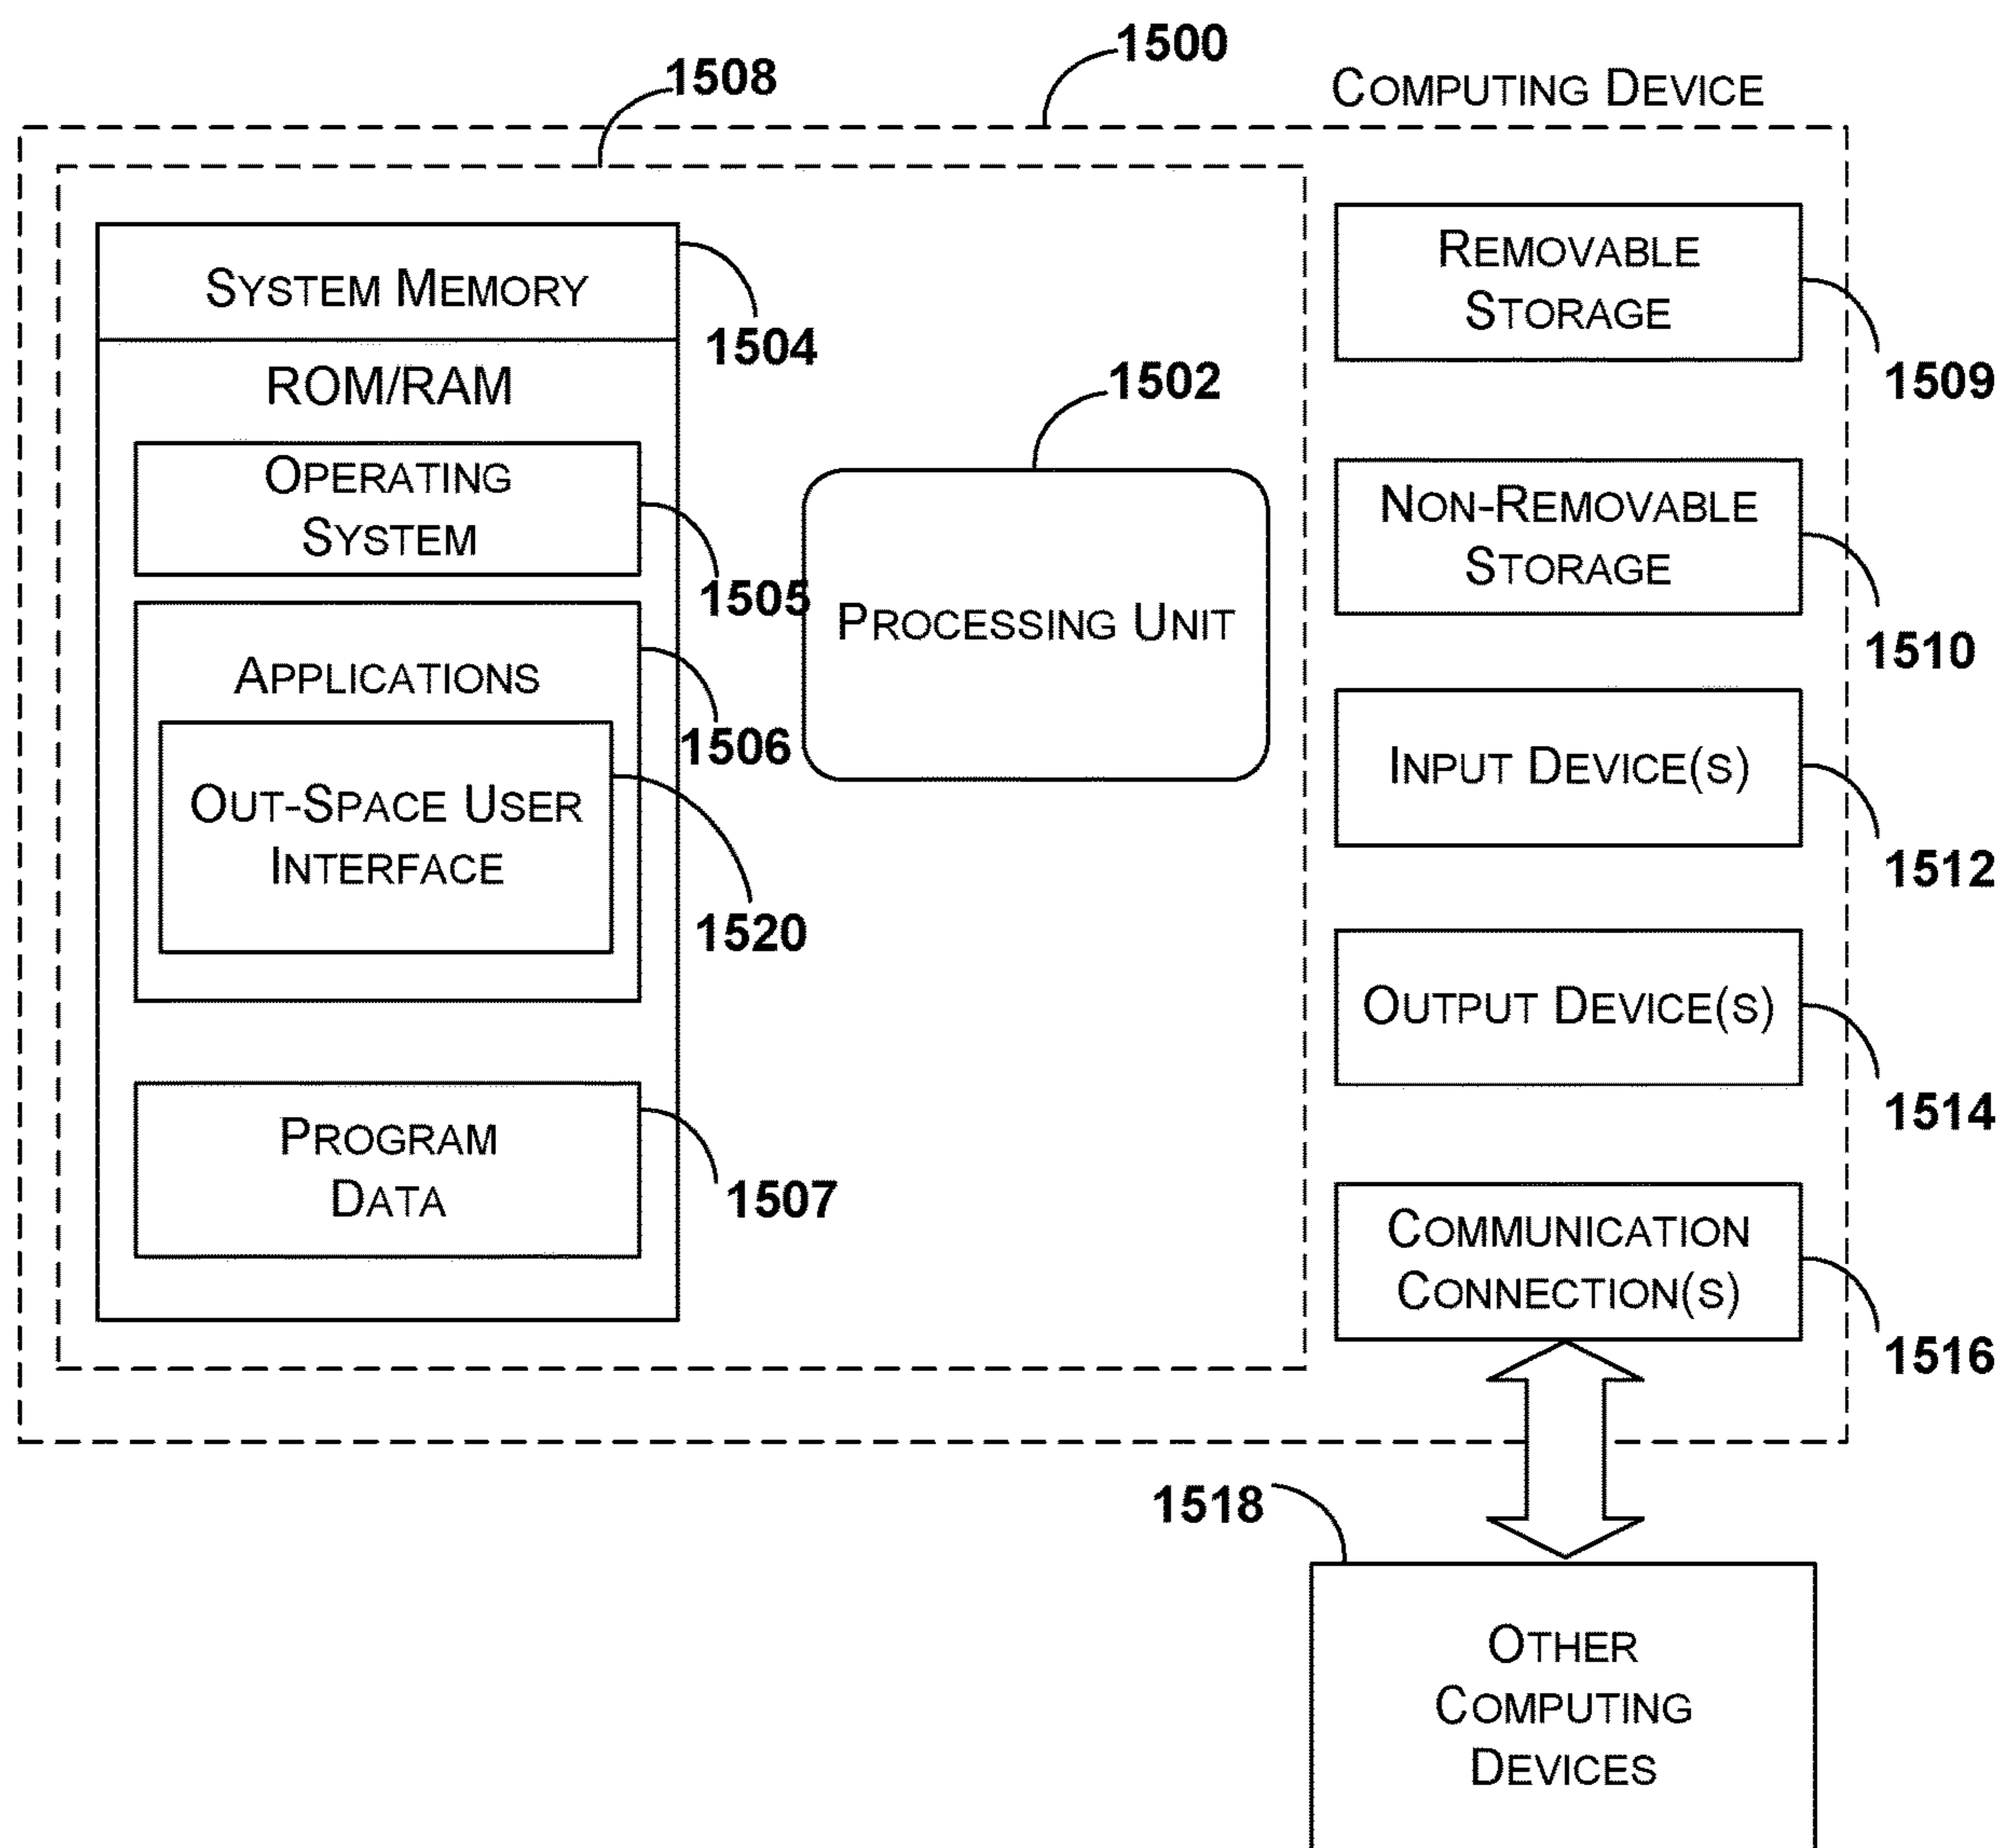 1500
1508
COMPUTING DEVICE
SYSTEM MEMORY
1504
ROM/RAM
OPERATING
SYSTEM
1505
APPLICATIONS
1506
OUT-SPACE USER
INTERFACE
1520
PROGRAM
DATA
1507
1502
PROCESSING UNIT
REMOVABLE
STORAGE
1509
NON-REMOVABLE
STORAGE
1510
INPUT DEVICE(S)
1512
OUTPUT DEVICE(S)
1514
COMMUNICATION
CONNECTION(S)
1516
1518
OTHER
COMPUTING
DEVICES